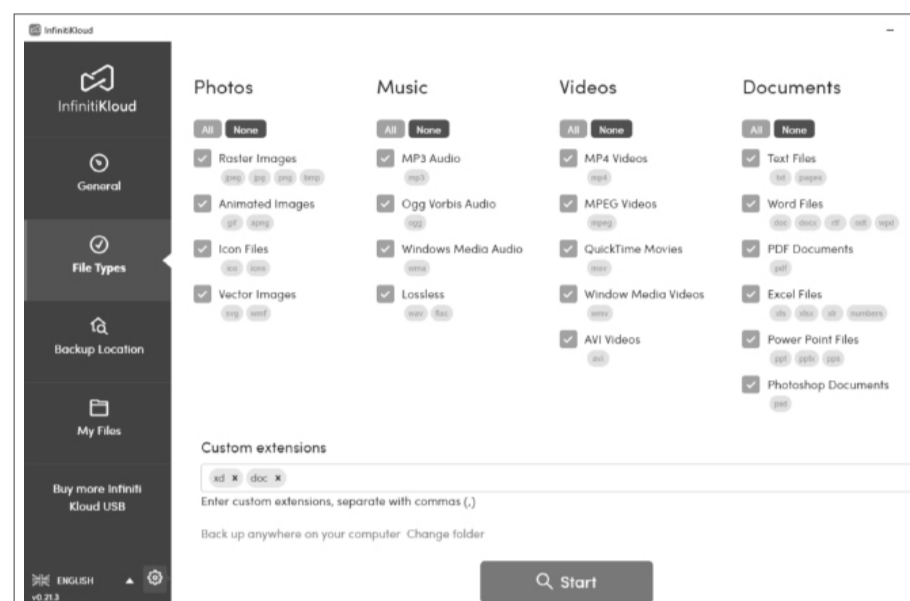 InfinitiKloud
InfinitiKloud
General
File Types
Backup Location
My Files
Buy more Infiniti
Kloud USB
ENGLISH
v0.21.3
Photos
All None
Raster Images
jpeg jpg png bmp
Animated Images
gif apng
Icon Files
ico icns
Vector Images
svg wmf
Music
All None
MP3 Audio
mp3
Ogg Vorbis Audio
ogg
Windows Media Audio
wma
Lossless
wav flac
Videos
All None
MP4 Videos
mp4
MPEG Videos
mpeg
QuickTime Movies
mov
Window Media Videos
wmv
AVI Videos
avi
Documents
All None
Text Files
txt pages
Word Files
doc docx rtf odt wpd
PDF Documents
pdf
Excel Files
xls xlsx xlr numbers
Power Point Files
ppt pptx pps
Photoshop Documents
psd
Custom extensions
xd × doc ×
Enter custom extensions, separate with commas (,)
Back up anywhere on your computer Change folder
Start